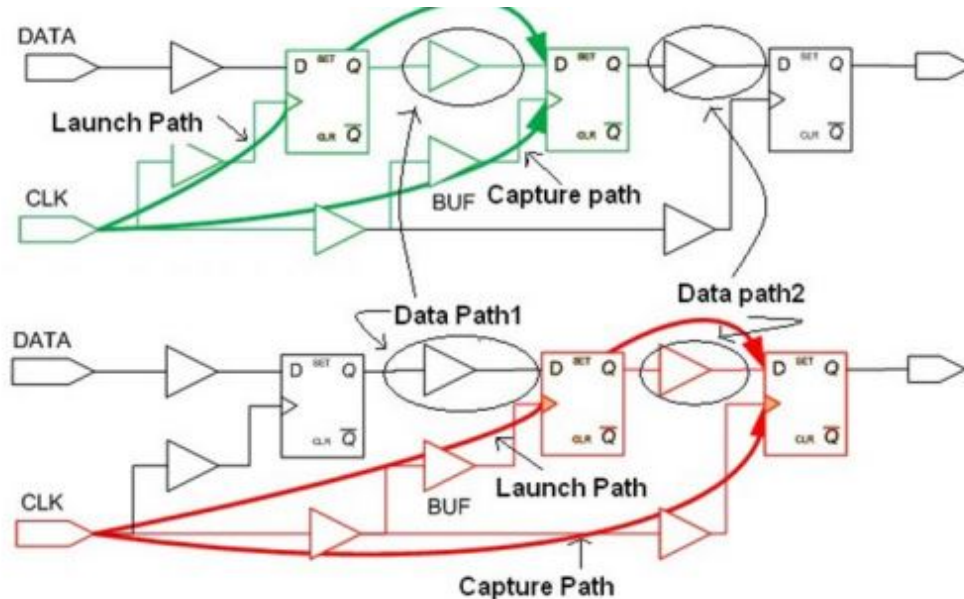 DATA
D SET Q
CLR Q
D SET Q
CLR Q
D SET Q
CLR Q
Launch Path
Capture path
CLK
BUF
Data Path1
Data path2
DATA
D SET Q
CLR Q
D SET Q
CLR Q
D SET Q
CLR Q
Launch Path
CLK
BUF
Capture Path